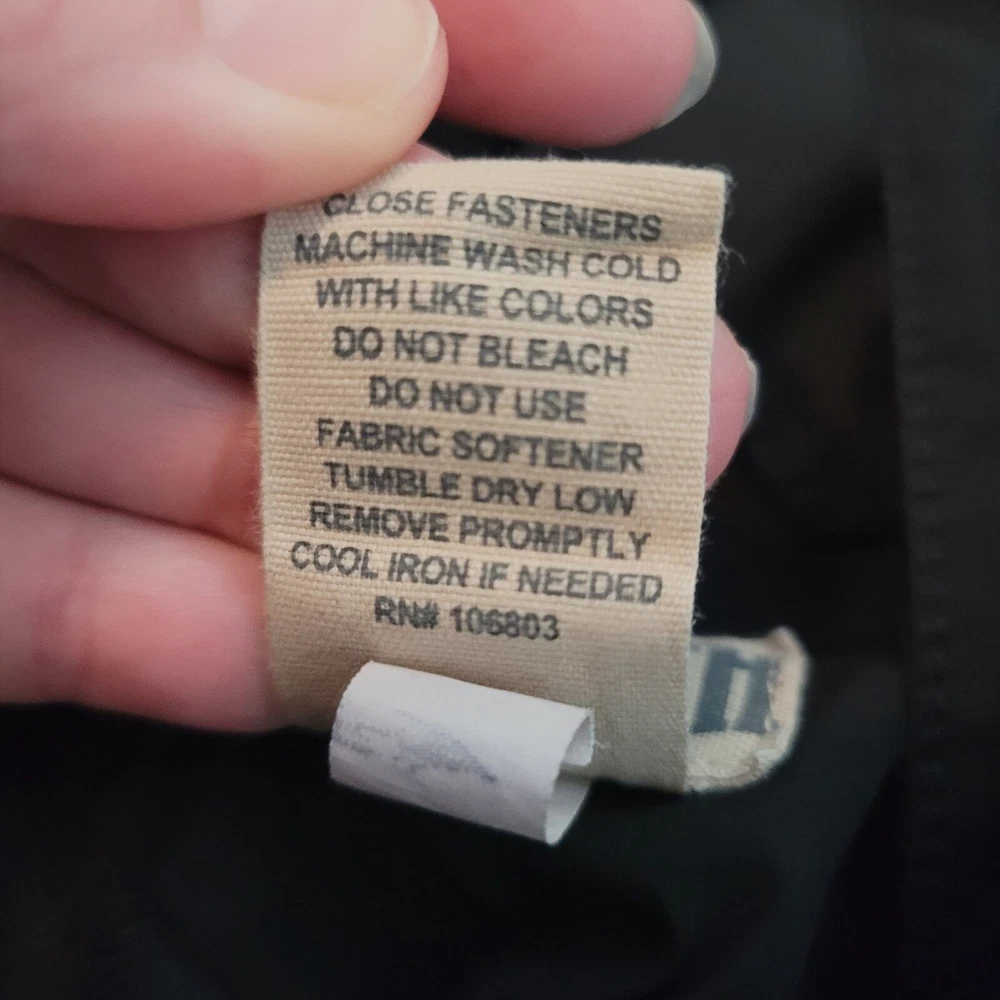 CLOSE FASTENERS
MACHINE WASH COLD
WITH LIKE COLORS
DO NOT BLEACH
DO NOT USE
FABRIC SOFTENER
TUMBLE DRY LOW
REMOVE PROMPTLY
COOL IRON IF NEEDED
RN# 106803